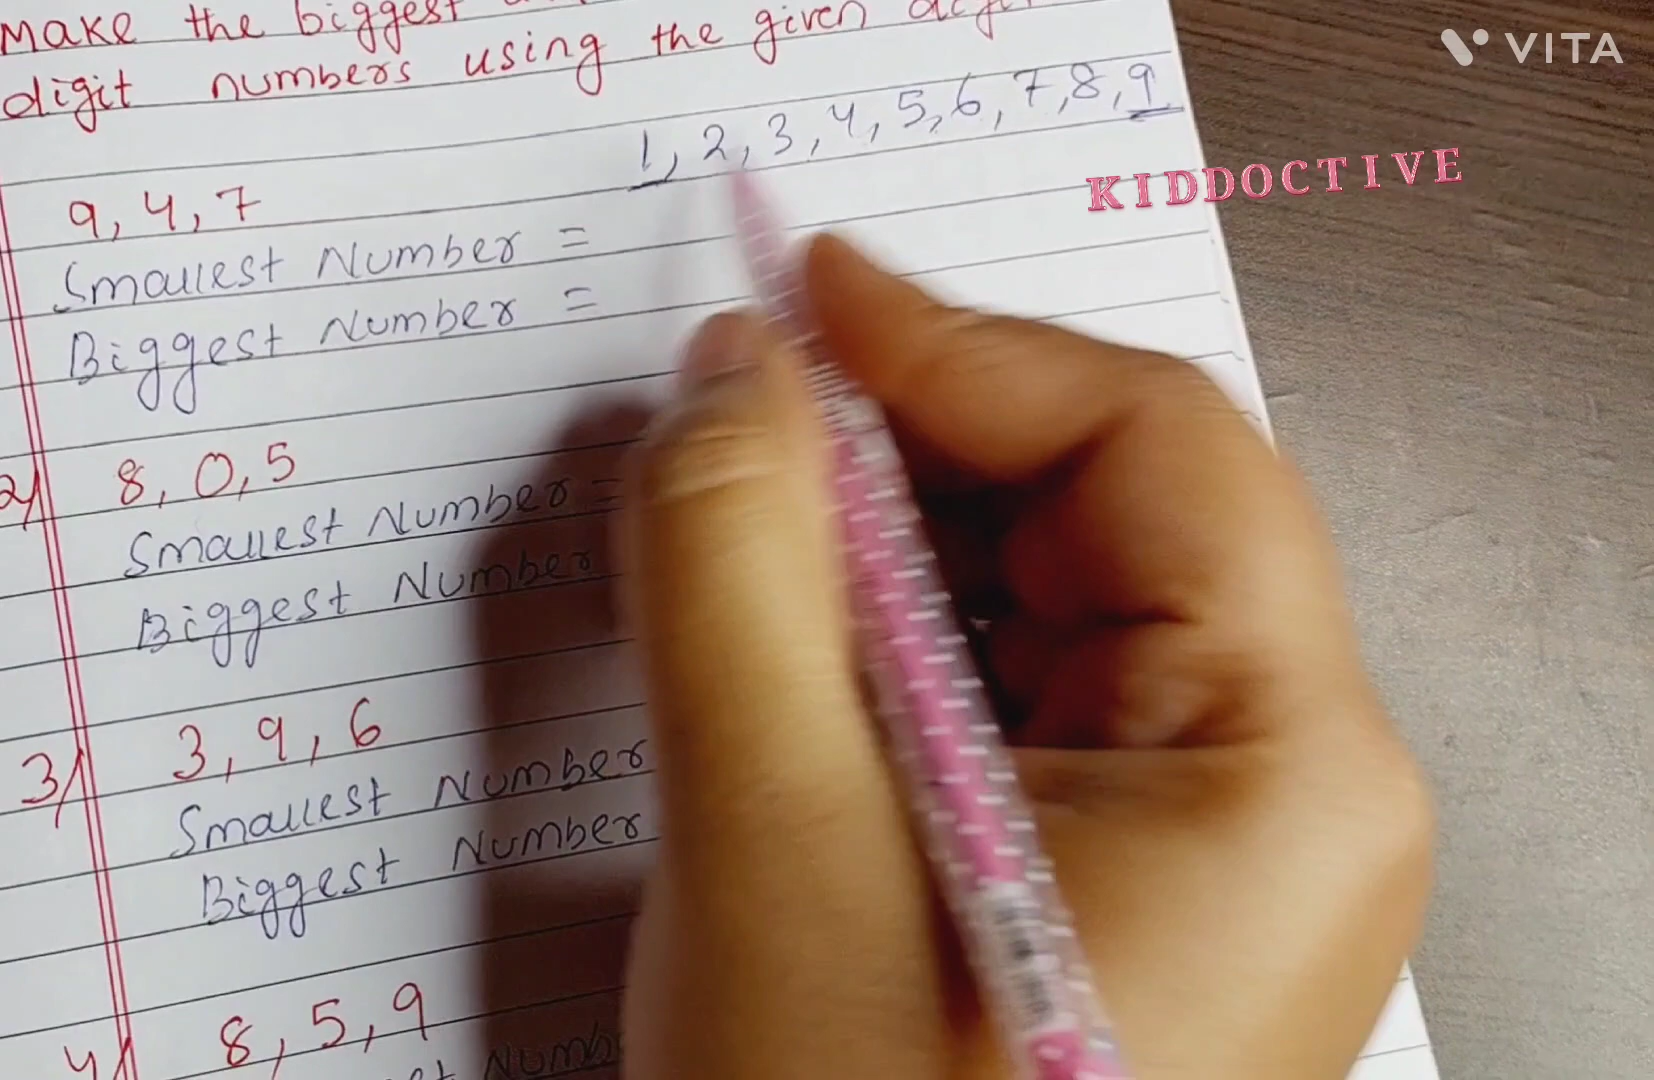 Make the biggest
digit numbers using the given
1, 2, 3, 4, 5, 6, 7, 8, 9
9, 4, 7
Smallest Number =
Biggest Number =
2) 8, 0, 5
Smallest Number =
Biggest Number
3) 3, 9, 6
Smallest Number
Biggest Number
4) 8, 5, 9
VITA
KIDDOCTIVE